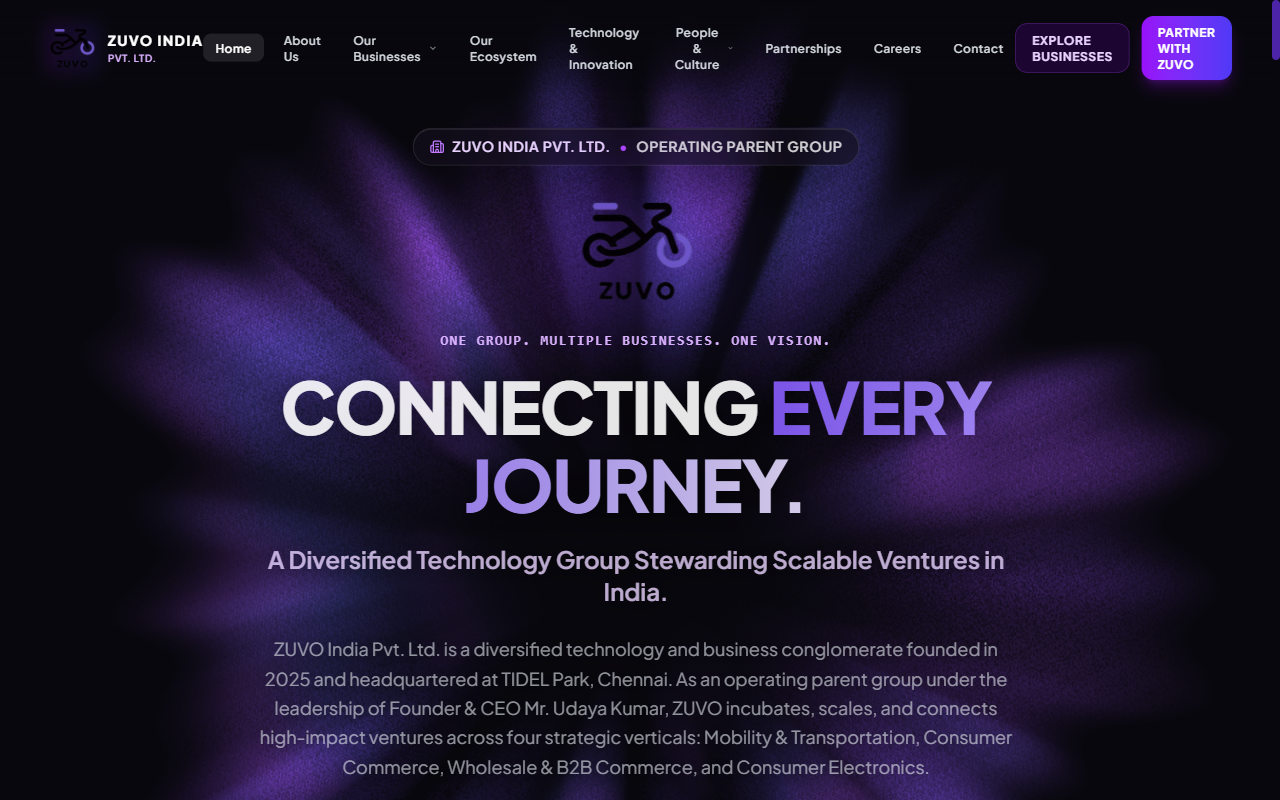 ZUVO
ZUVO INDIA
PVT. LTD.
Home
About
Us
Our
Businesses
Our
Ecosystem
Technology
&
Innovation
People
&
Culture
Partnerships
Careers
Contact
EXPLORE
BUSINESSES
PARTNER
WITH
ZUVO
ZUVO INDIA PVT. LTD. • OPERATING PARENT GROUP
ZUVO
ONE GROUP. MULTIPLE BUSINESSES. ONE VISION.
CONNECTING EVERY
JOURNEY.
A Diversified Technology Group Stewarding Scalable Ventures in
India.
ZUVO India Pvt. Ltd. is a diversified technology and business conglomerate founded in
2025 and headquartered at TIDEL Park, Chennai. As an operating parent group under the
leadership of Founder & CEO Mr. Udaya Kumar, ZUVO incubates, scales, and connects
high-impact ventures across four strategic verticals: Mobility & Transportation, Consumer
Commerce, Wholesale & B2B Commerce, and Consumer Electronics.